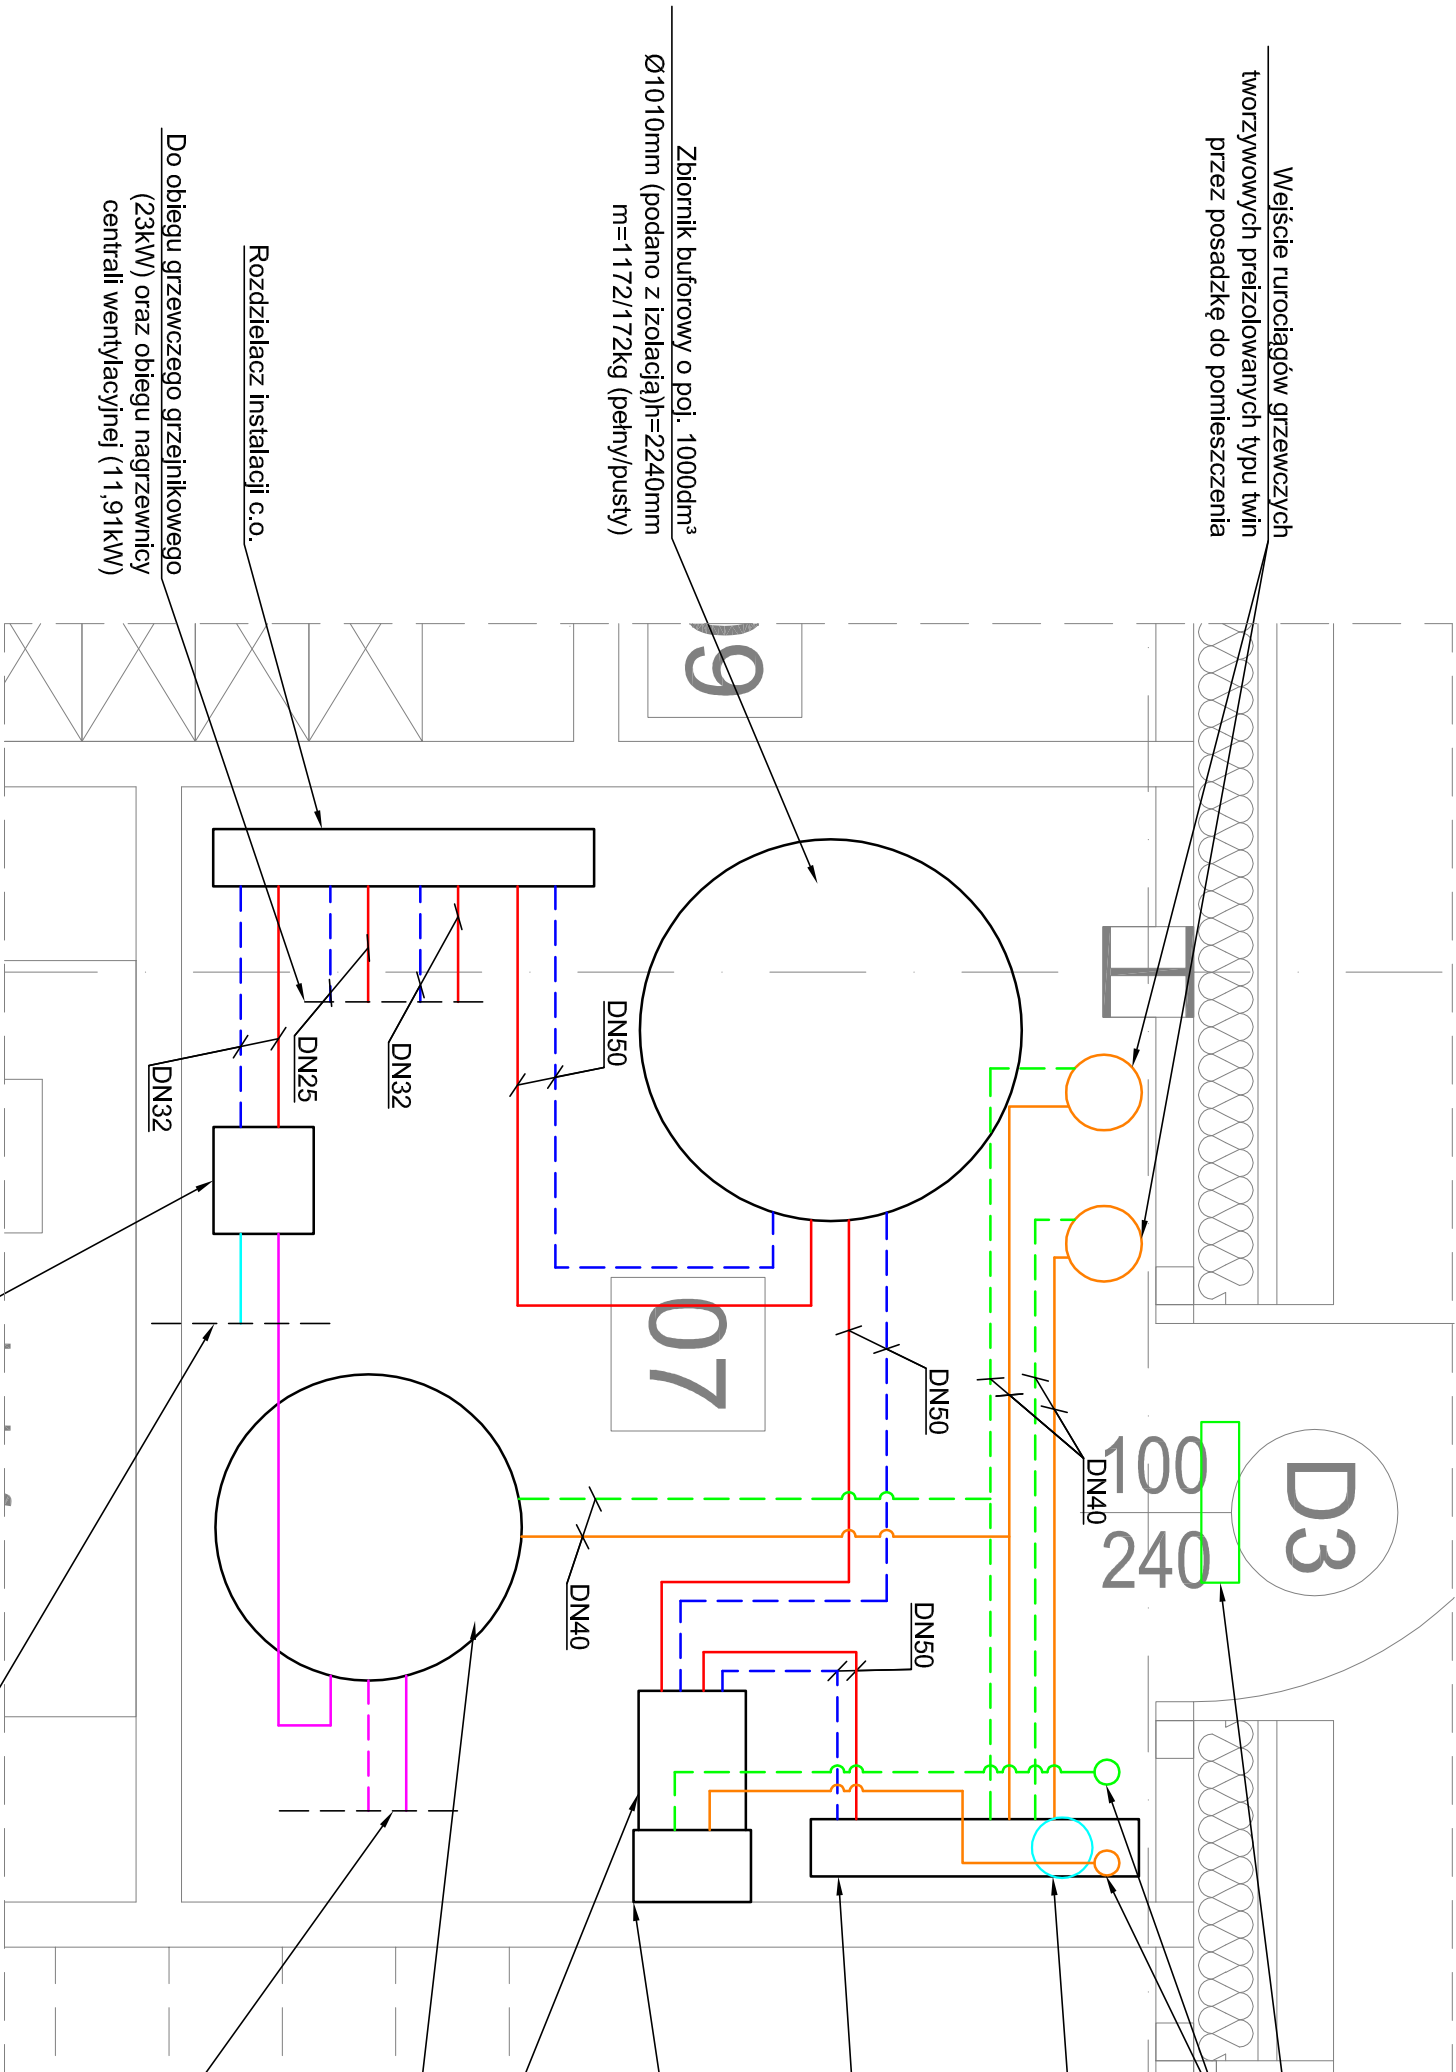 Wejście rurociągów grzewczych
tworzywowych preizolowanych typu twin
przez posadzkę do pomieszczenia
Zbiornik buforowy o poj. 1000dm³
Ø1010mm (podano z izolacją)h=2240mm
m=1172/172kg (pełny/pusty)
Rozdzielacz instalacji c.o.
Do obiegu grzewczego grzejnikowego
(23kW) oraz obiegu nagrzewnicy
centrali wentylacyjnej (11,91kW)
09
T
DN50
DN32
DN25
DN32
07
DN50
DN40
100
240
D3
DN40
DN50